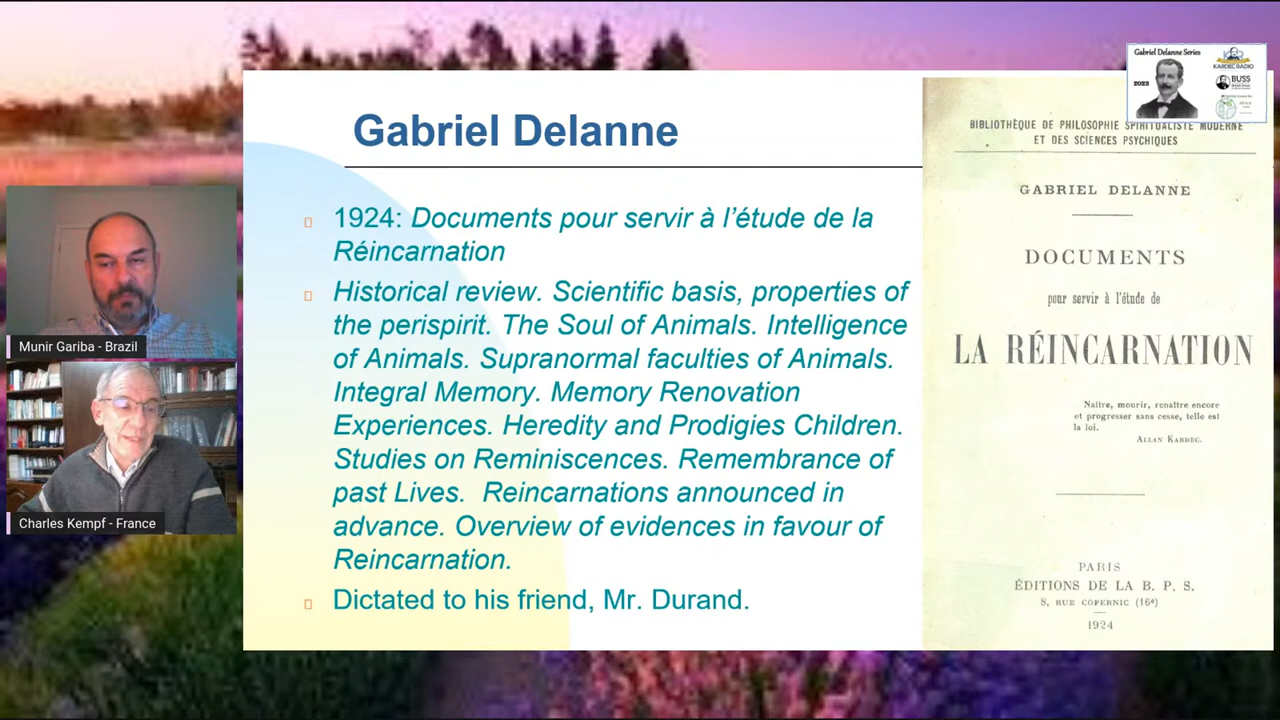 Gabriel Delanne
1924: Documents pour servir à l’étude de la
Réincarnation
Historical review. Scientific basis, properties of
the perispirit. The Soul of Animals. Intelligence
of Animals. Supranormal faculties of Animals.
Integral Memory. Memory Renovation
Experiences. Heredity and Prodigies Children.
Studies on Reminiscences. Remembrance of
past Lives. Reincarnations announced in
advance. Overview of evidences in favour of
Reincarnation.
Dictated to his friend, Mr. Durand.
Munir Gariba - Brazil
Charles Kempf - France
Gabriel Delanne Series
2023
KARDEC RADIO
BUSS
BIBLIOTHÈQUE DE PHILOSOPHIE SPIRITUALISTE MODERNE
ET DES SCIENCES PSYCHIQUES
GABRIEL DELANNE
DOCUMENTS
pour servir à l’étude de
LA RÉINCARNATION
Naître, mourir, renaître encore
et progresser sans cesse, telle est
la loi.
ALLAN KARDEC.
PARIS
ÉDITIONS DE LA B. P. S.
8, RUE COPERNIC (16e)
1924